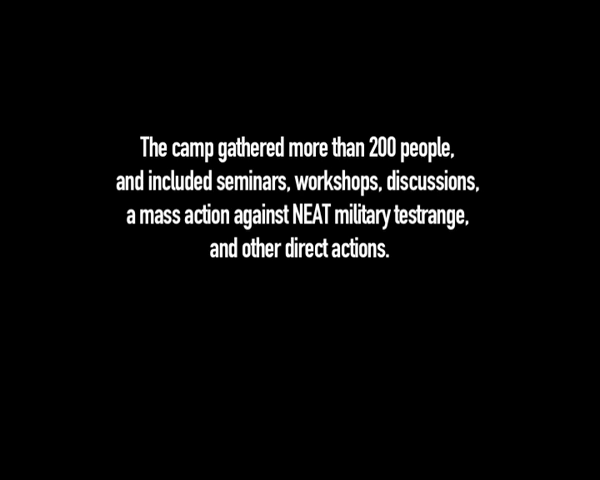 The camp gathered more than 200 people,
and included seminars, workshops, discussions,
a mass action against NEAT military testrange,
and other direct actions.